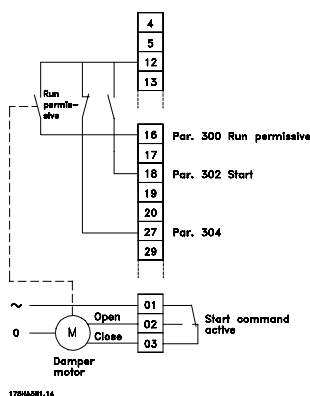 4
5
12
13
Run
permis-
sive
16 Par. 300 Run permissive
17
18 Par. 302 Start
19
20
27 Par. 304
29
~ 01
Open 02 Start command
active
0 M
Close 03
Damper
motor
175HA381.14